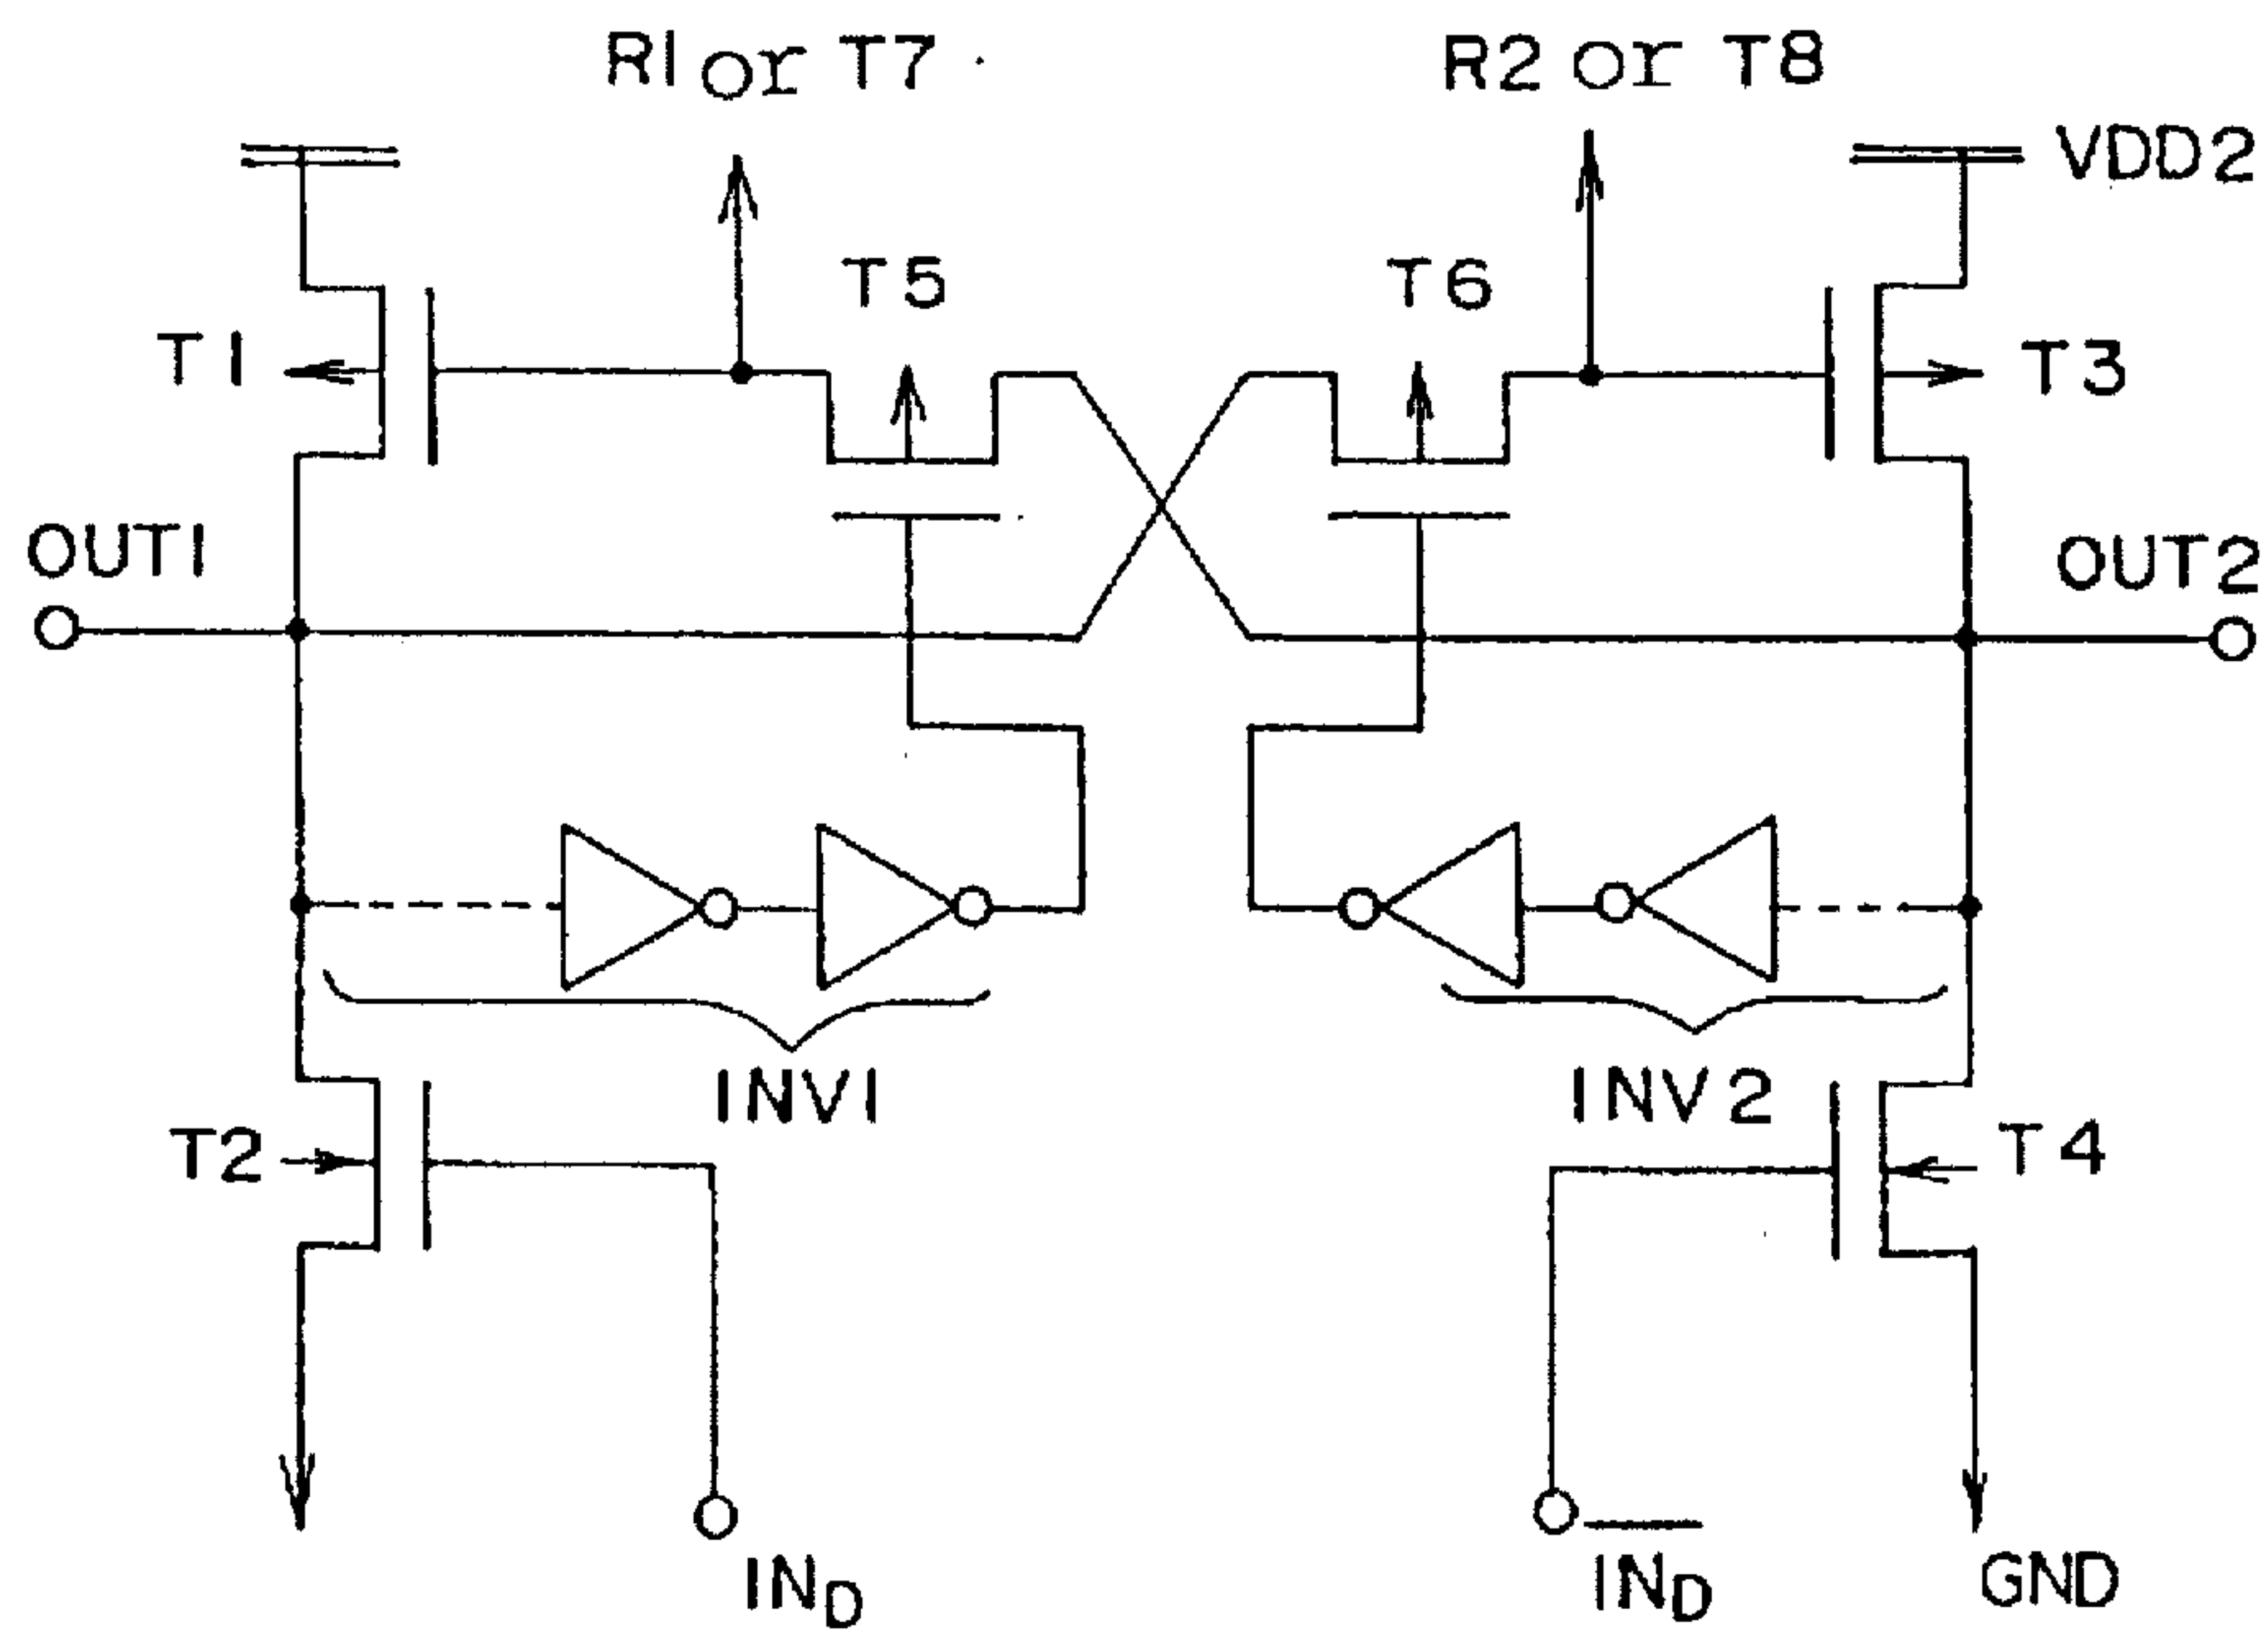 R1 or T7
R2 or T8
VDD2
T5
T6
T1
T3
OUT1
OUT2
INV1
INV2
T2
T4
IND
IND
GND